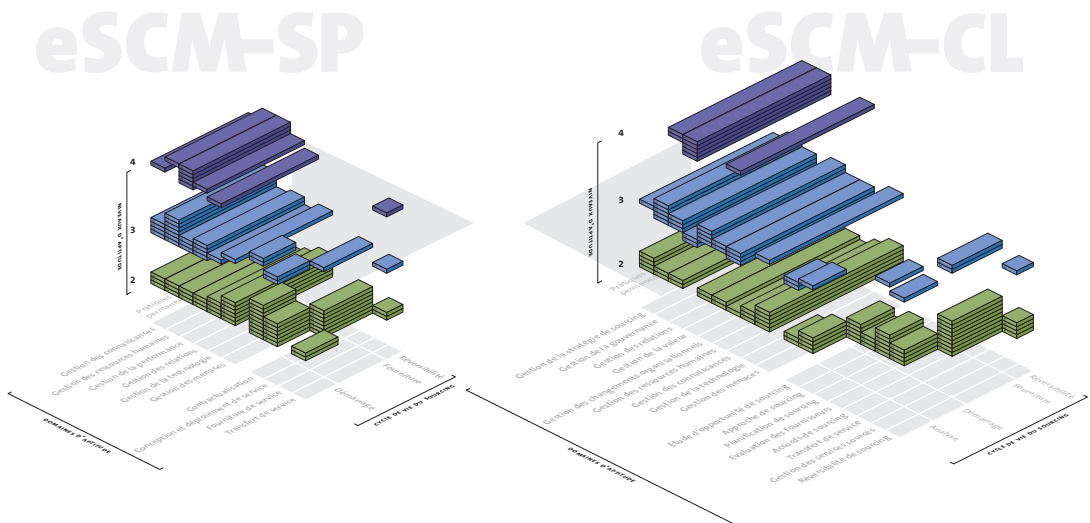 eSCM-SP
4
3
2
NIVEAUX D'APTITUDE
Pratiques
permanentes
Gestion des connaissances
Gestion des ressources humaines
Gestion de la performance
Gestion des relations
Gestion de la technologie
Gestion des menaces
Contractualisation
Conception et déploiement de service
Fourniture de service
Transfert de service
Démarrage
Fourniture
Réversibilité
DOMAINES D'APTITUDE
CYCLE DE VIE DU SOURCING
eSCM-CL
4
3
2
NIVEAUX D'APTITUDE
Pratiques
Gestion de la stratégie de sourcing
Gestion de la gouvernance
Gestion des relations
Gestion de la valeur
Gestion des changements organisationnels
Gestion des ressources humaines
Gestion des connaissances
Gestion de la technologie
Gestion des menaces
Etude d'opportunité de sourcing
Approche de sourcing
Planification de sourcing
Evaluation des fournisseurs
Accords de sourcing
Transfert de service
Gestion des services sourcés
Réversibilité de sourcing
Analyse
Démarrage
Fourniture
Réversibilité
DOMAINES D'APTITUDE
CYCLE DE VIE DU SOURCING